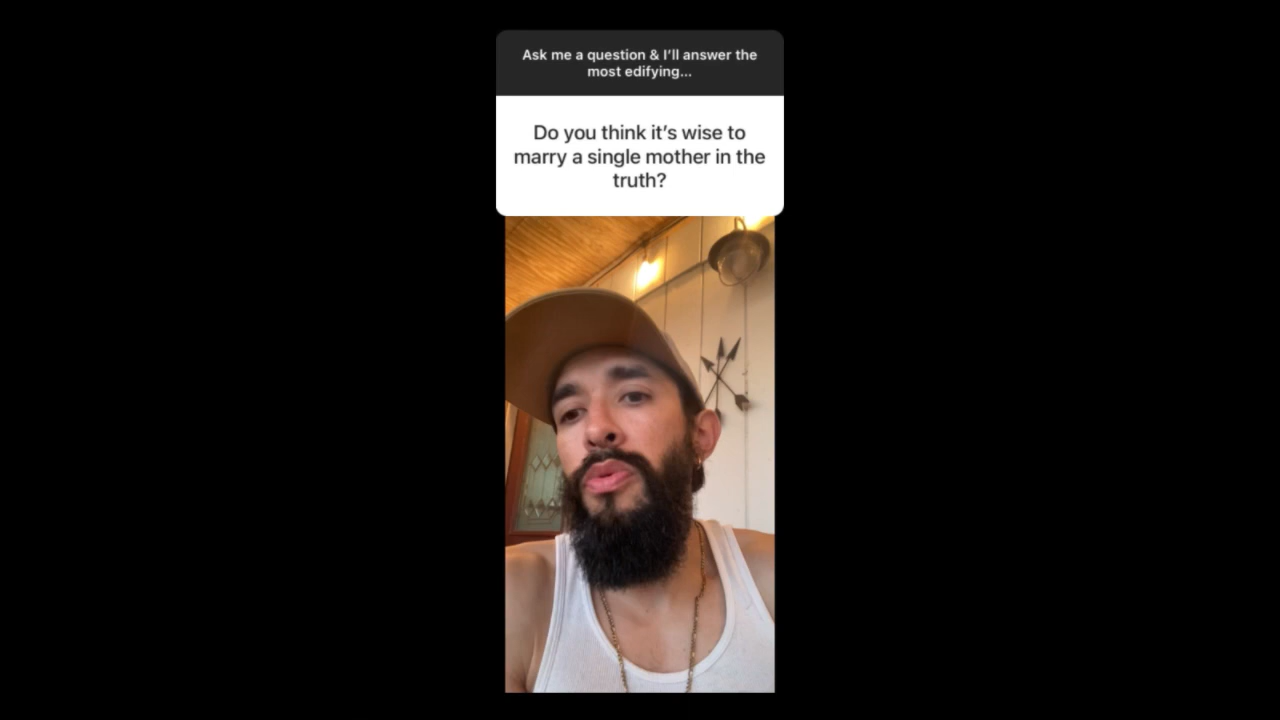 Ask me a question & I’ll answer the
most edifying...
Do you think it’s wise to
marry a single mother in the
truth?